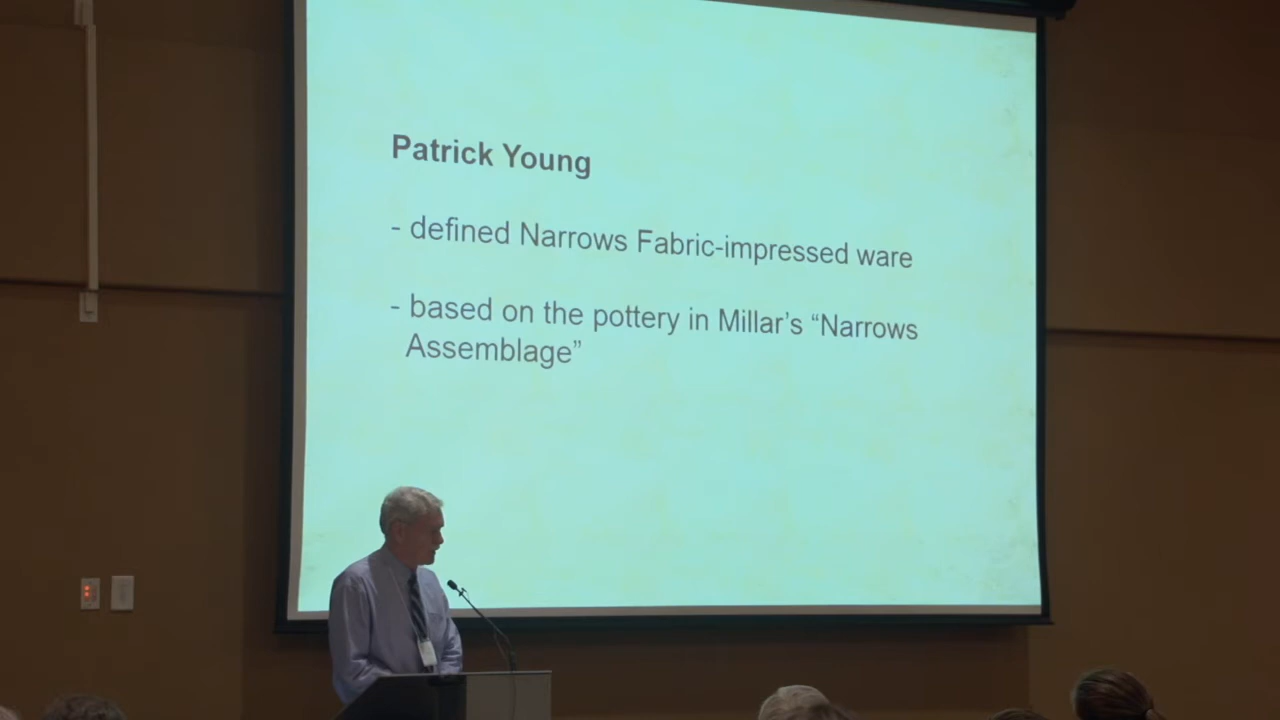 Patrick Young
- defined Narrows Fabric-impressed ware
- based on the pottery in Millar’s “Narrows
Assemblage”